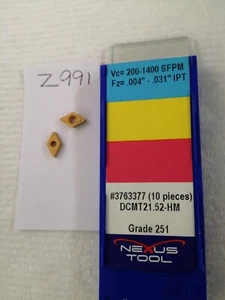 Z991
Vc= 200-1400 SFPM
Fz= .004" - .031" IPT
#3763377 (10 pieces)
DCMT21.52-HM
Grade 251
NEXUS
TOOL